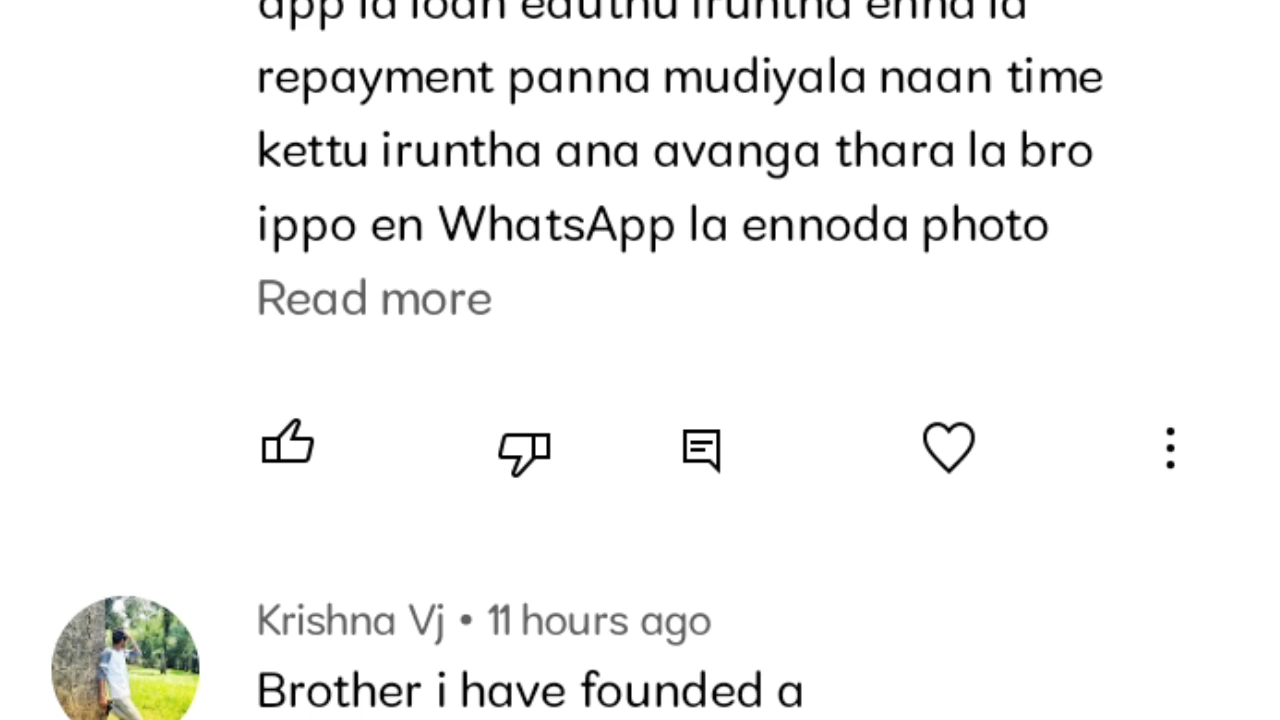 app la loan eduthu iruntha enna la
repayment panna mudiyala naan time
kettu iruntha ana avanga thara la bro
ippo en WhatsApp la ennoda photo
Read more
Krishna Vj • 11 hours ago
Brother i have founded a